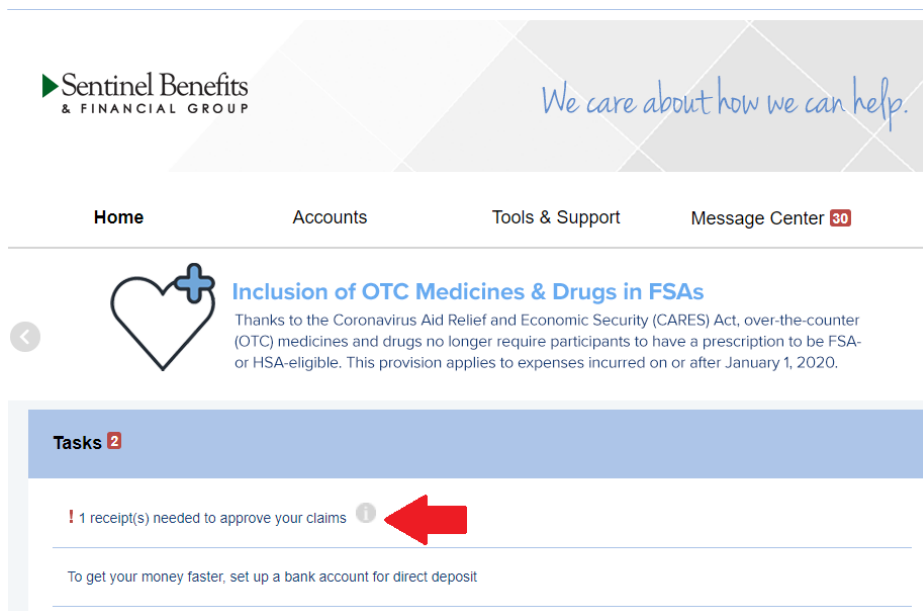 Sentinel Benefits
& FINANCIAL GROUP
We care about how we can help.
Home Accounts Tools & Support Message Center 30
Inclusion of OTC Medicines & Drugs in FSAs
Thanks to the Coronavirus Aid Relief and Economic Security (CARES) Act, over-the-counter
(OTC) medicines and drugs no longer require participants to have a prescription to be FSA-
or HSA-eligible. This provision applies to expenses incurred on or after January 1, 2020.
Tasks 2
! 1 receipt(s) needed to approve your claims i
To get your money faster, set up a bank account for direct deposit